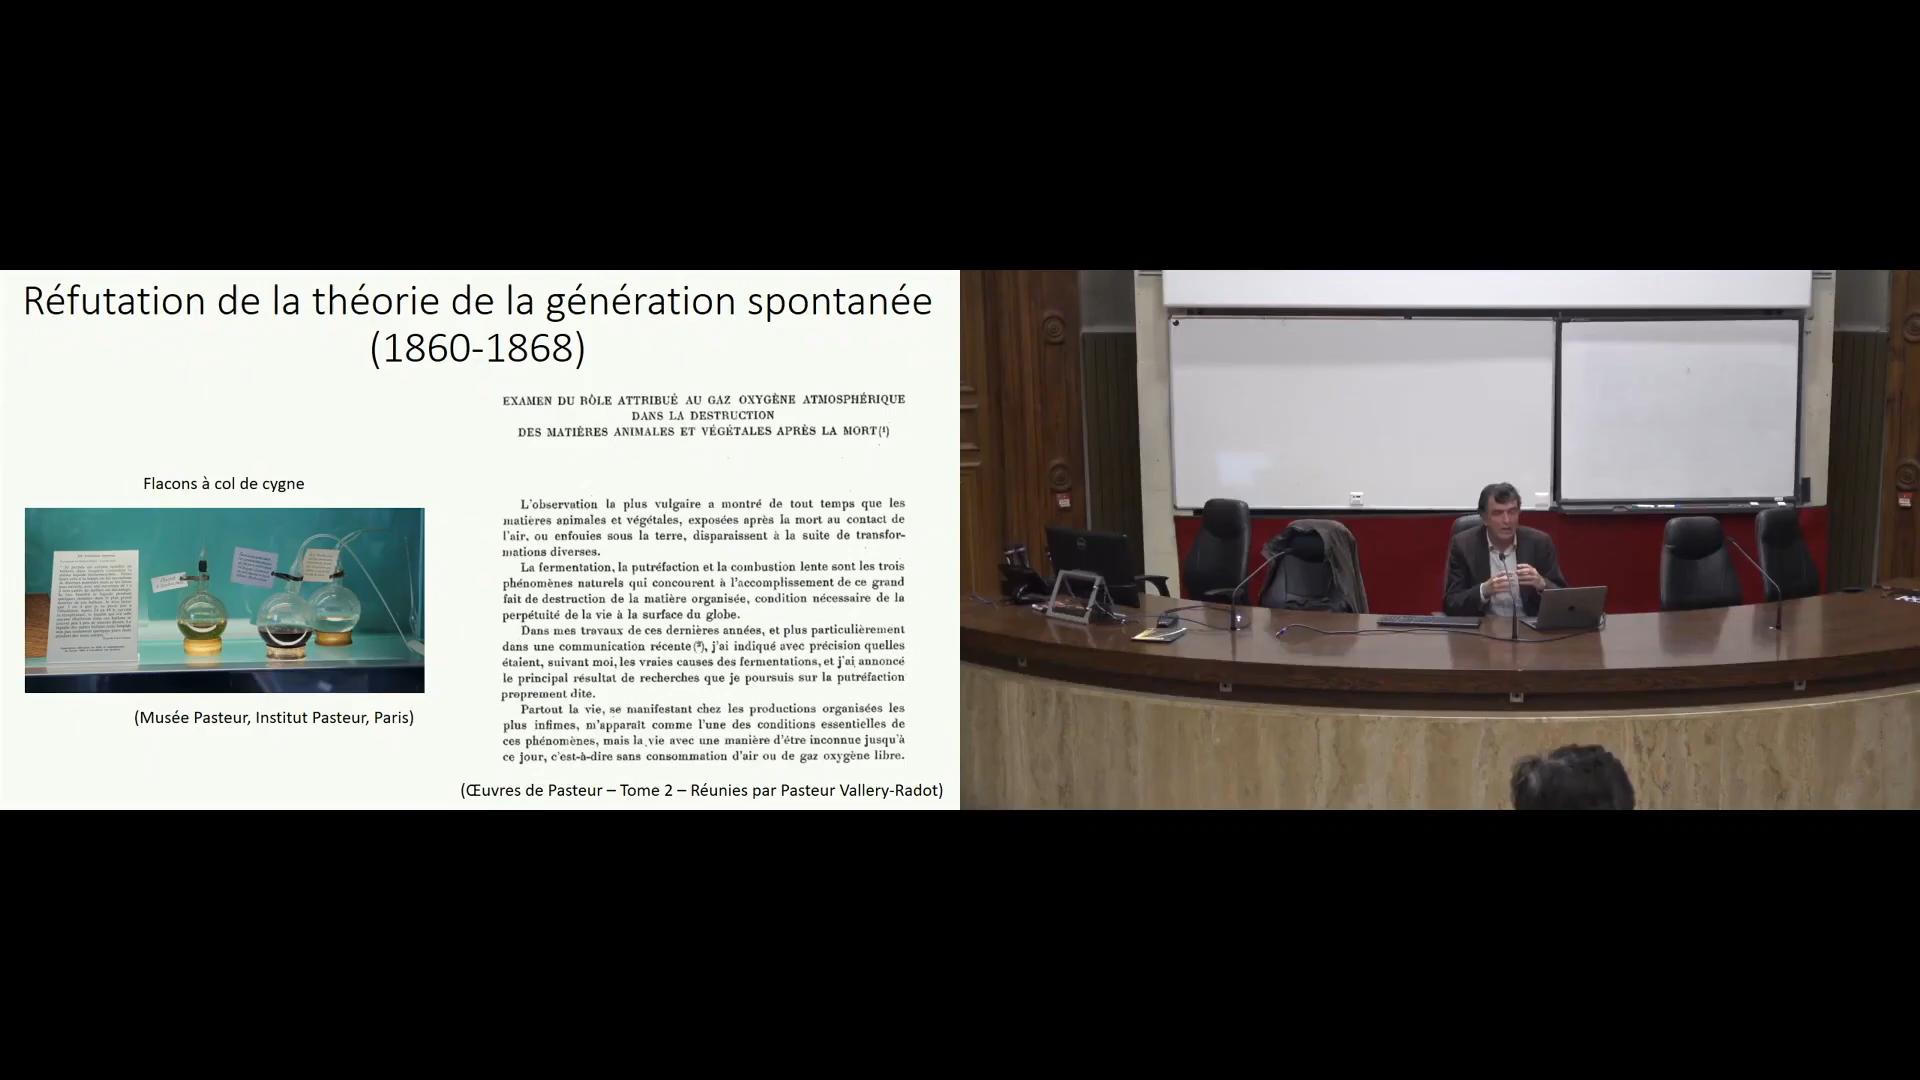 Réfutation de la théorie de la génération spontanée
(1860-1868)
Flacons à col de cygne
(Musée Pasteur, Institut Pasteur, Paris)
EXAMEN DU RÔLE ATTRIBUÉ AU GAZ OXYGÈNE ATMOSPHÉRIQUE
DANS LA DESTRUCTION
DES MATIÈRES ANIMALES ET VÉGÉTALES APRÈS LA MORT(¹)
L'observation la plus vulgaire a montré de tout temps que les
matières animales et végétales, exposées après la mort au contact de
l'air, ou enfouies sous la terre, disparaissent à la suite de transfor-
mations diverses.
La fermentation, la putréfaction et la combustion lente sont les trois
phénomènes naturels qui concourent à l'accomplissement de ce grand
fait de destruction de la matière organisée, condition nécessaire de la
perpétuité de la vie à la surface du globe.
Dans mes travaux de ces dernières années, et plus particulièrement
dans une communication récente(²), j'ai indiqué avec précision quelles
étaient, suivant moi, les vraies causes des fermentations, et j'ai annoncé
le principal résultat de recherches que je poursuis sur la putréfaction
proprement dite.
Partout la vie, se manifestant chez les productions organisées les
plus infimes, m'apparaît comme l'une des conditions essentielles de
ces phénomènes, mais la vie avec une manière d'être inconnue jusqu'à
ce jour, c'est-à-dire sans consommation d'air ou de gaz oxygène libre.
(Œuvres de Pasteur – Tome 2 – Réunies par Pasteur Vallery-Radot)